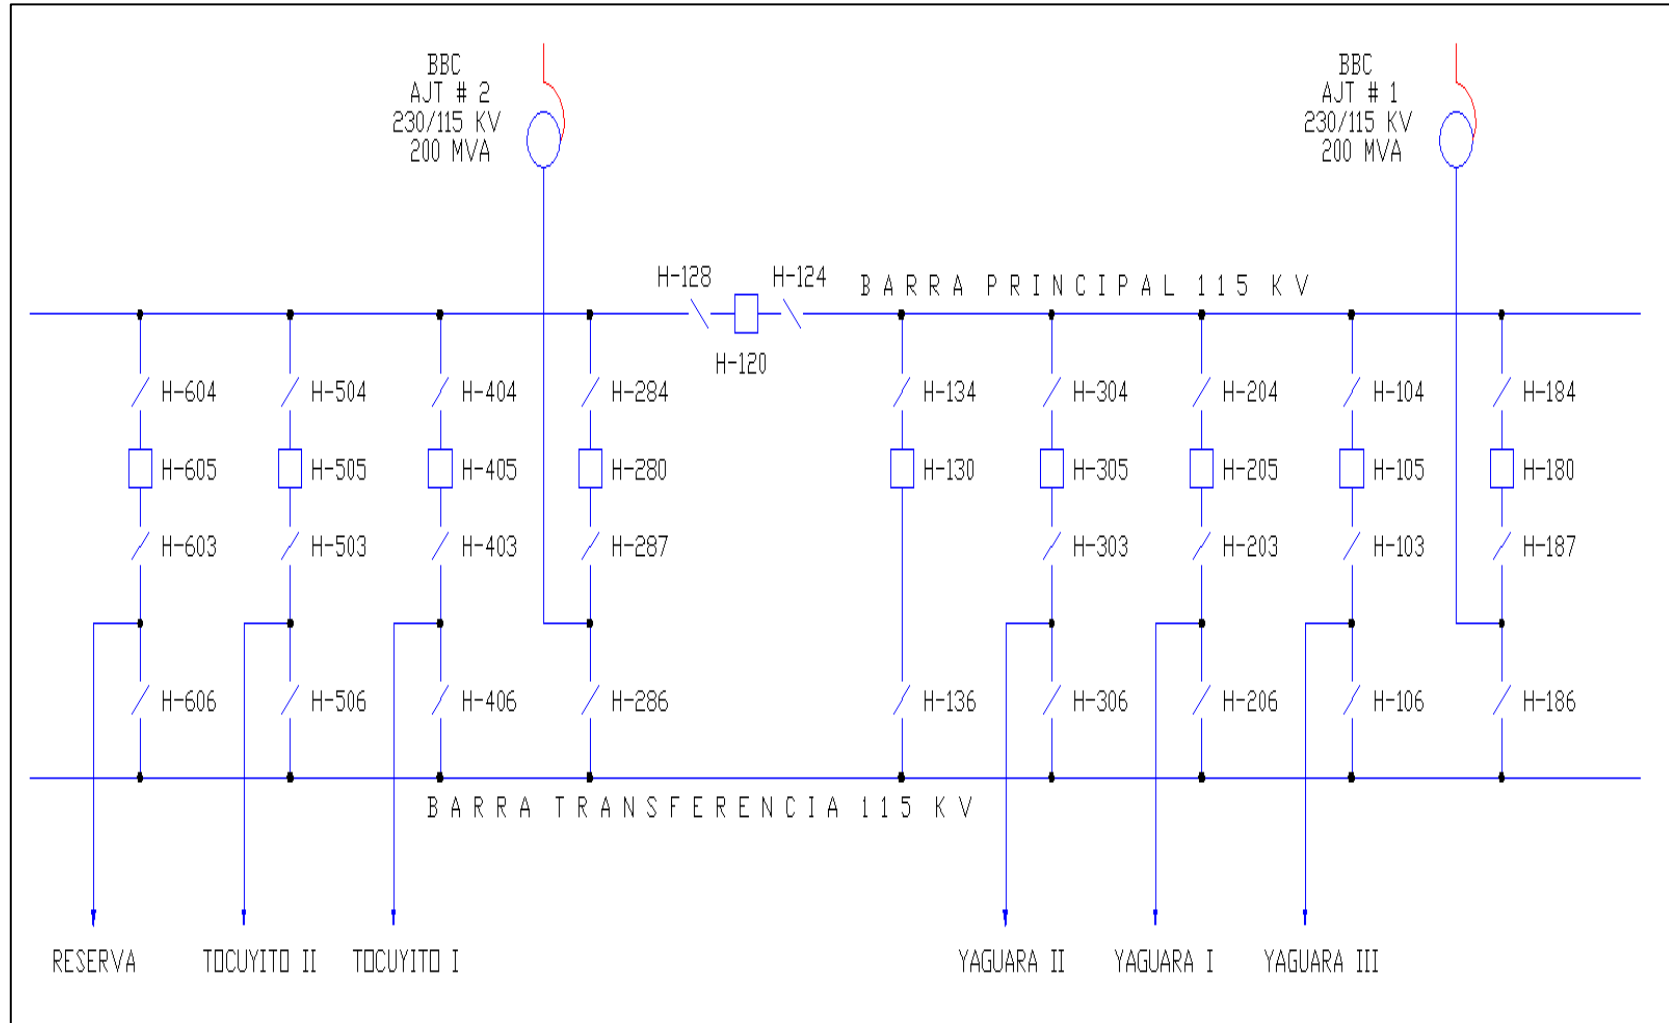 BBC
AJT # 2
230/115 KV
200 MVA
BBC
AJT # 1
230/115 KV
200 MVA
H-128
H-124
BARRA PRINCIPAL 115 KV
H-120
H-604
H-504
H-404
H-284
H-134
H-304
H-204
H-104
H-184
H-605
H-505
H-405
H-280
H-130
H-305
H-205
H-105
H-180
H-603
H-503
H-403
H-287
H-303
H-203
H-103
H-187
H-606
H-506
H-406
H-286
H-136
H-306
H-206
H-106
H-186
BARRA TRANSFERENCIA 115 KV
RESERVA
TOCUYITO II
TOCUYITO I
YAGUARA II
YAGUARA I
YAGUARA III